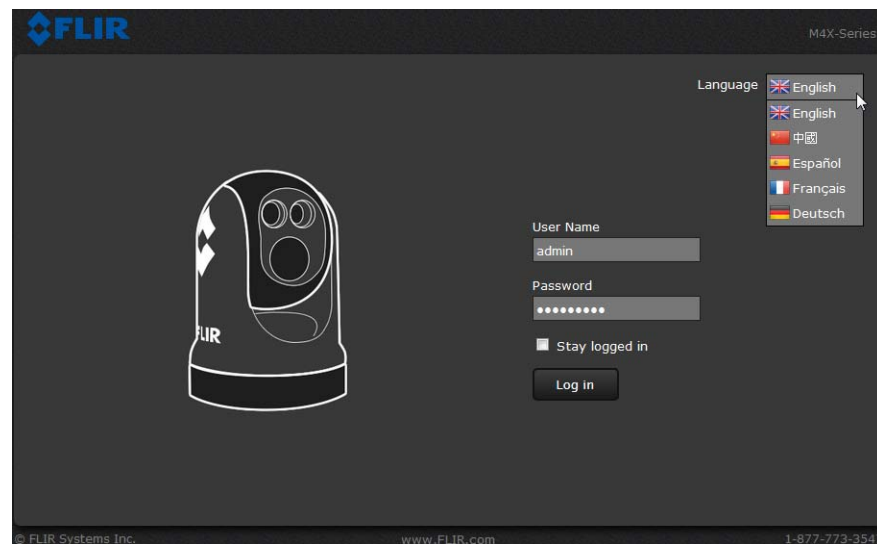 FLIR
M4X-Series
Language English
English
中國
Español
Français
Deutsch
User Name
admin
Password
•••••••••
Stay logged in
Log in
FLIR
© FLIR Systems Inc. www.FLIR.com 1-877-773-354